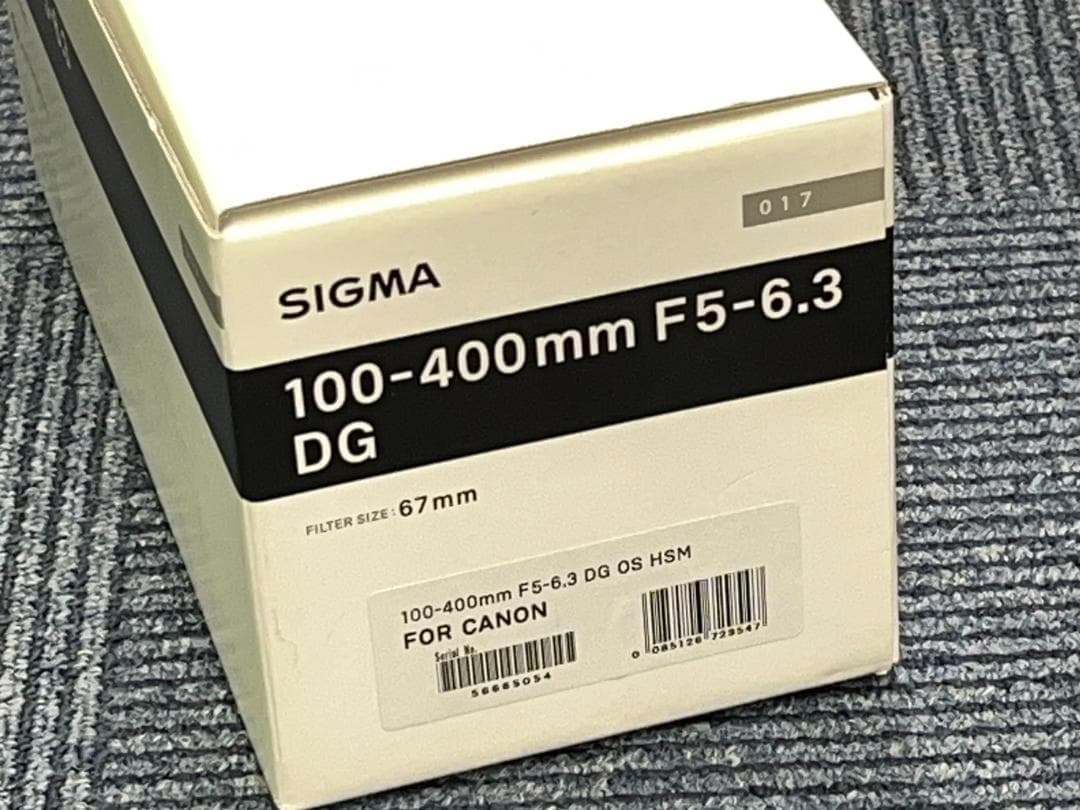 017
SIGMA
100-400mm F5-6.3
DG
FILTER SIZE: 67mm
100-400mm F5-6.3 DG OS HSM
FOR CANON
Serial No.
56665054
0 085126 729547